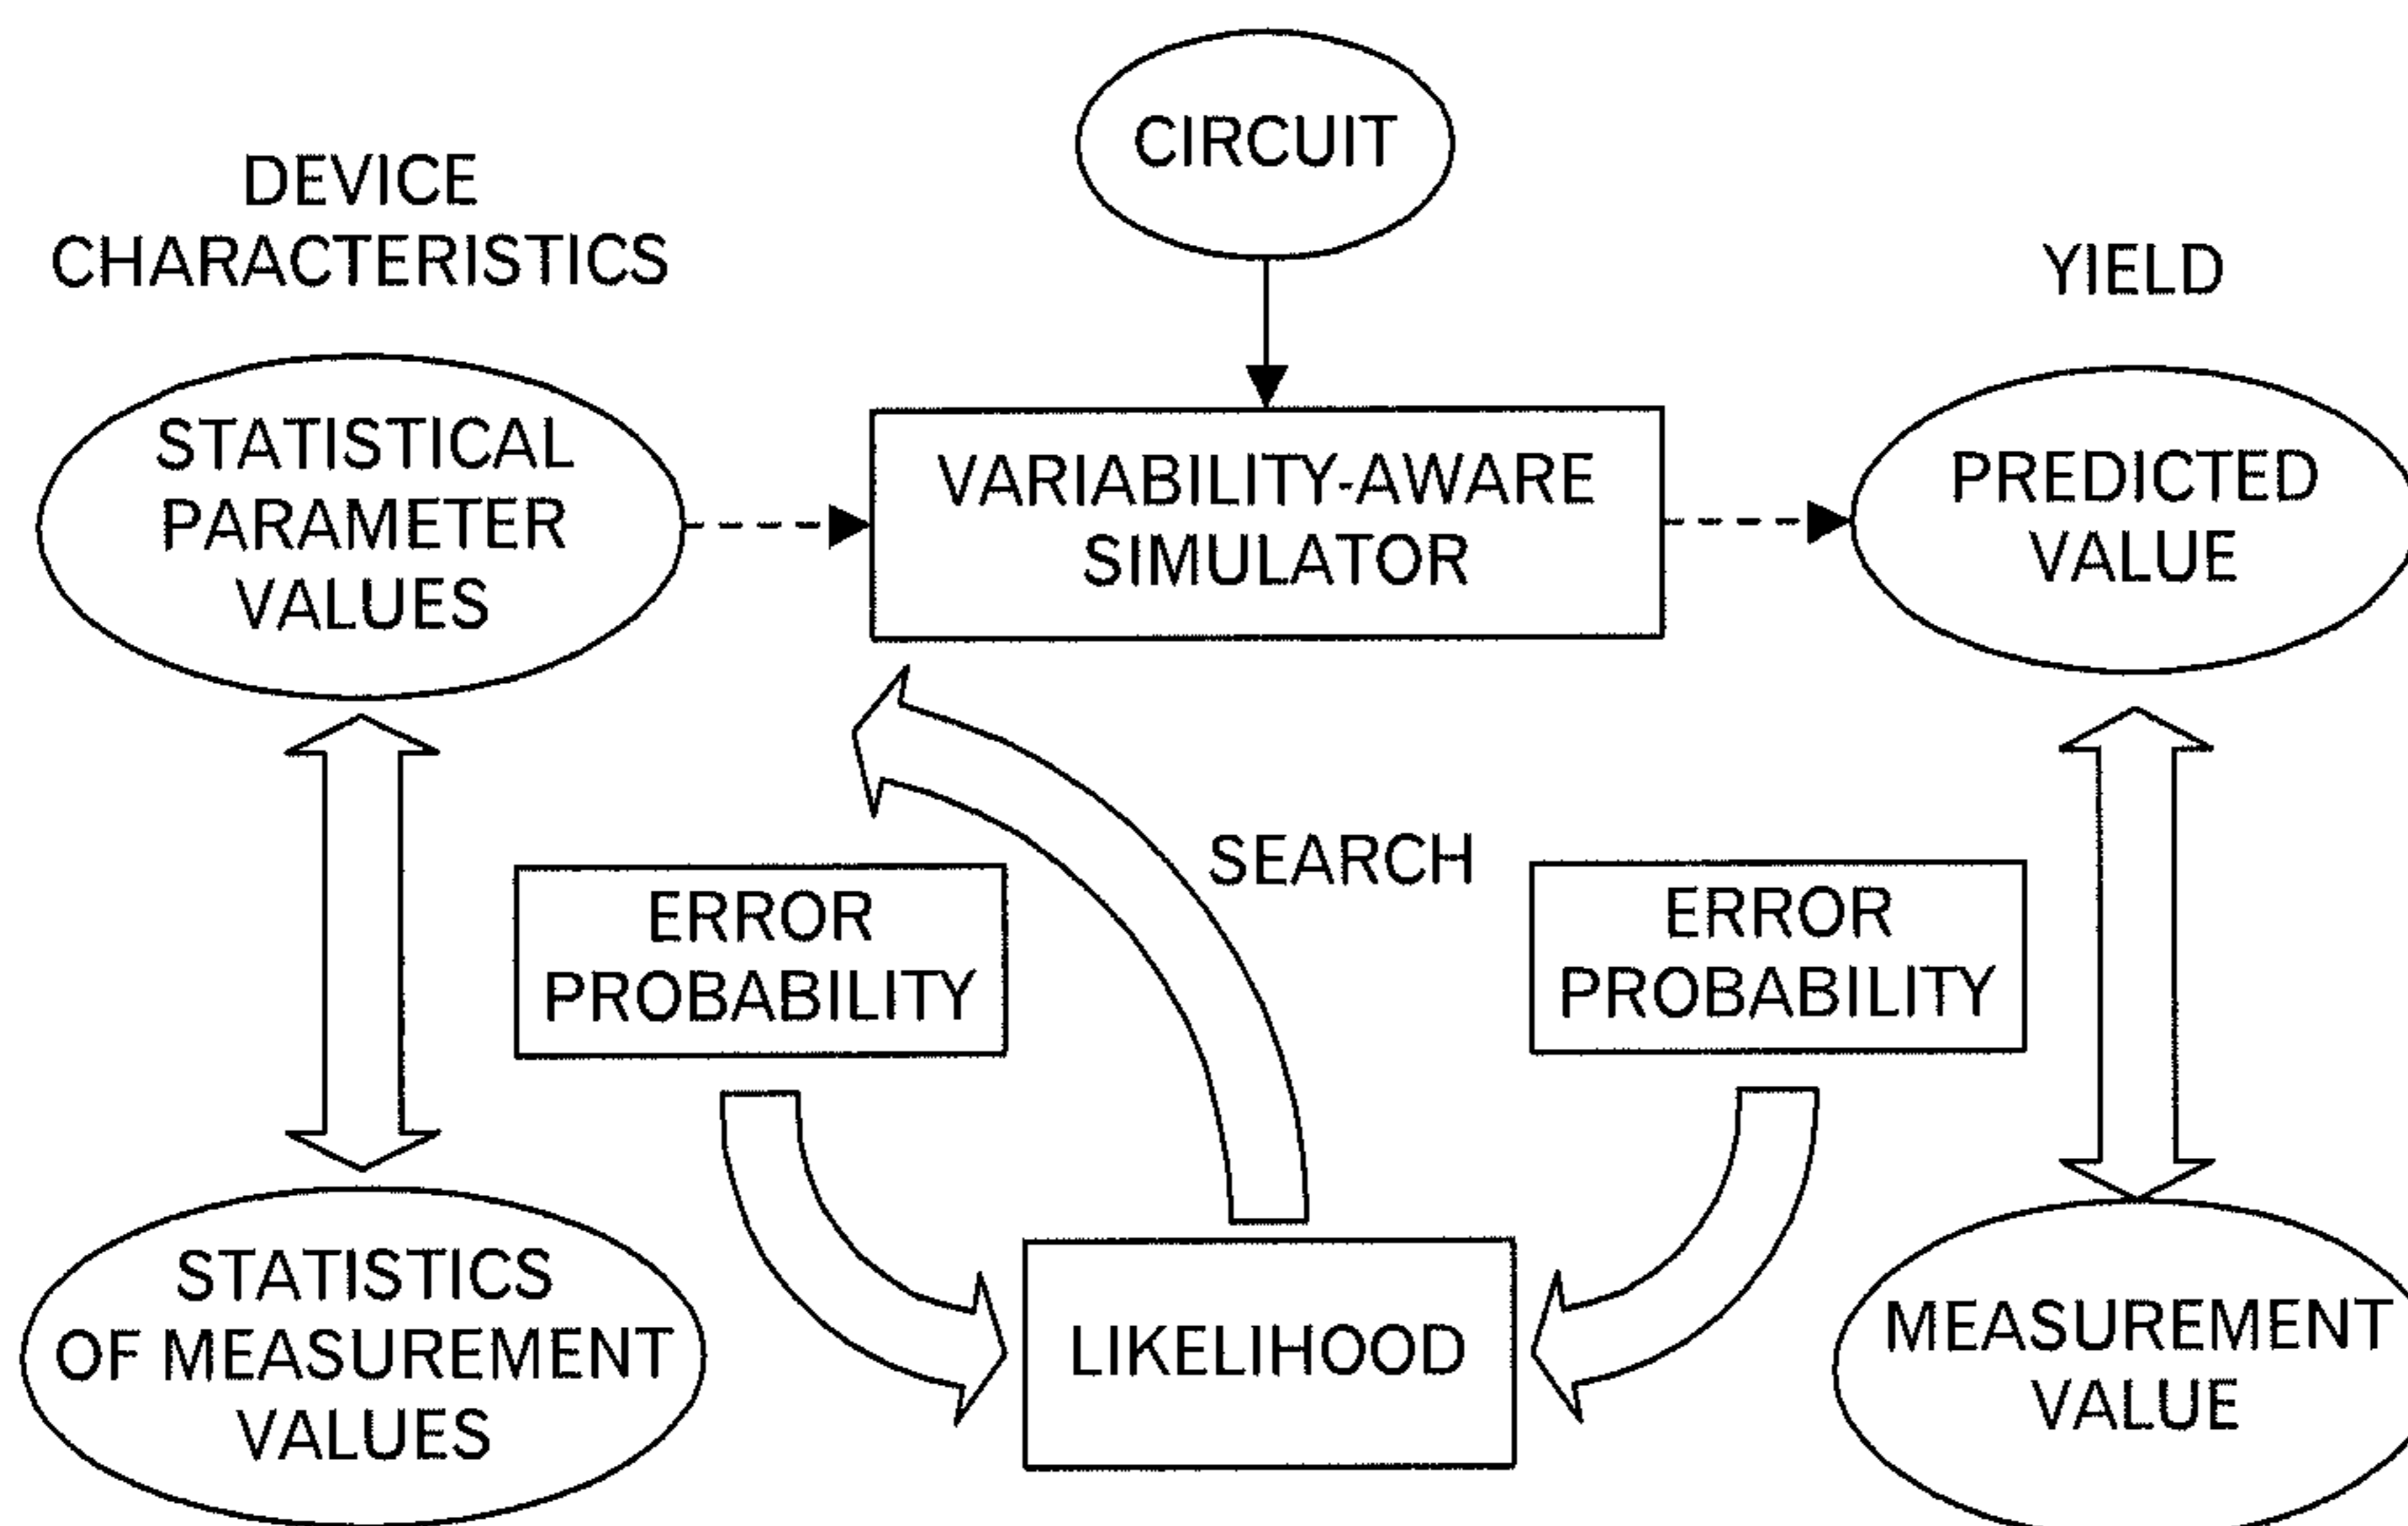 CIRCUIT
DEVICE
CHARACTERISTICS
YIELD
STATISTICAL
PARAMETER
VALUES
VARIABILITY-AWARE
SIMULATOR
PREDICTED
VALUE
SEARCH
ERROR
PROBABILITY
ERROR
PROBABILITY
STATISTICS
OF MEASUREMENT
VALUES
LIKELIHOOD
MEASUREMENT
VALUE